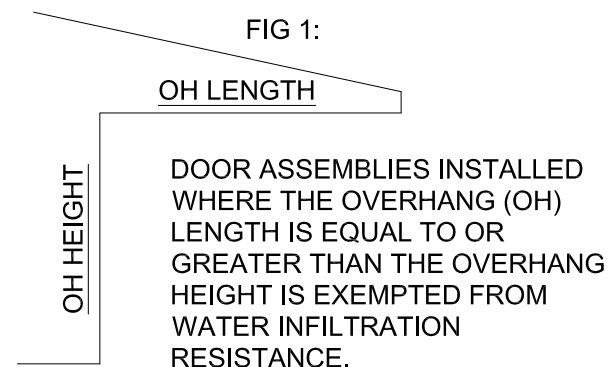 FIG 1:
OH LENGTH
OH HEIGHT
DOOR ASSEMBLIES INSTALLED
WHERE THE OVERHANG (OH)
LENGTH IS EQUAL TO OR
GREATER THAN THE OVERHANG
HEIGHT IS EXEMPTED FROM
WATER INFILTRATION
RESISTANCE.